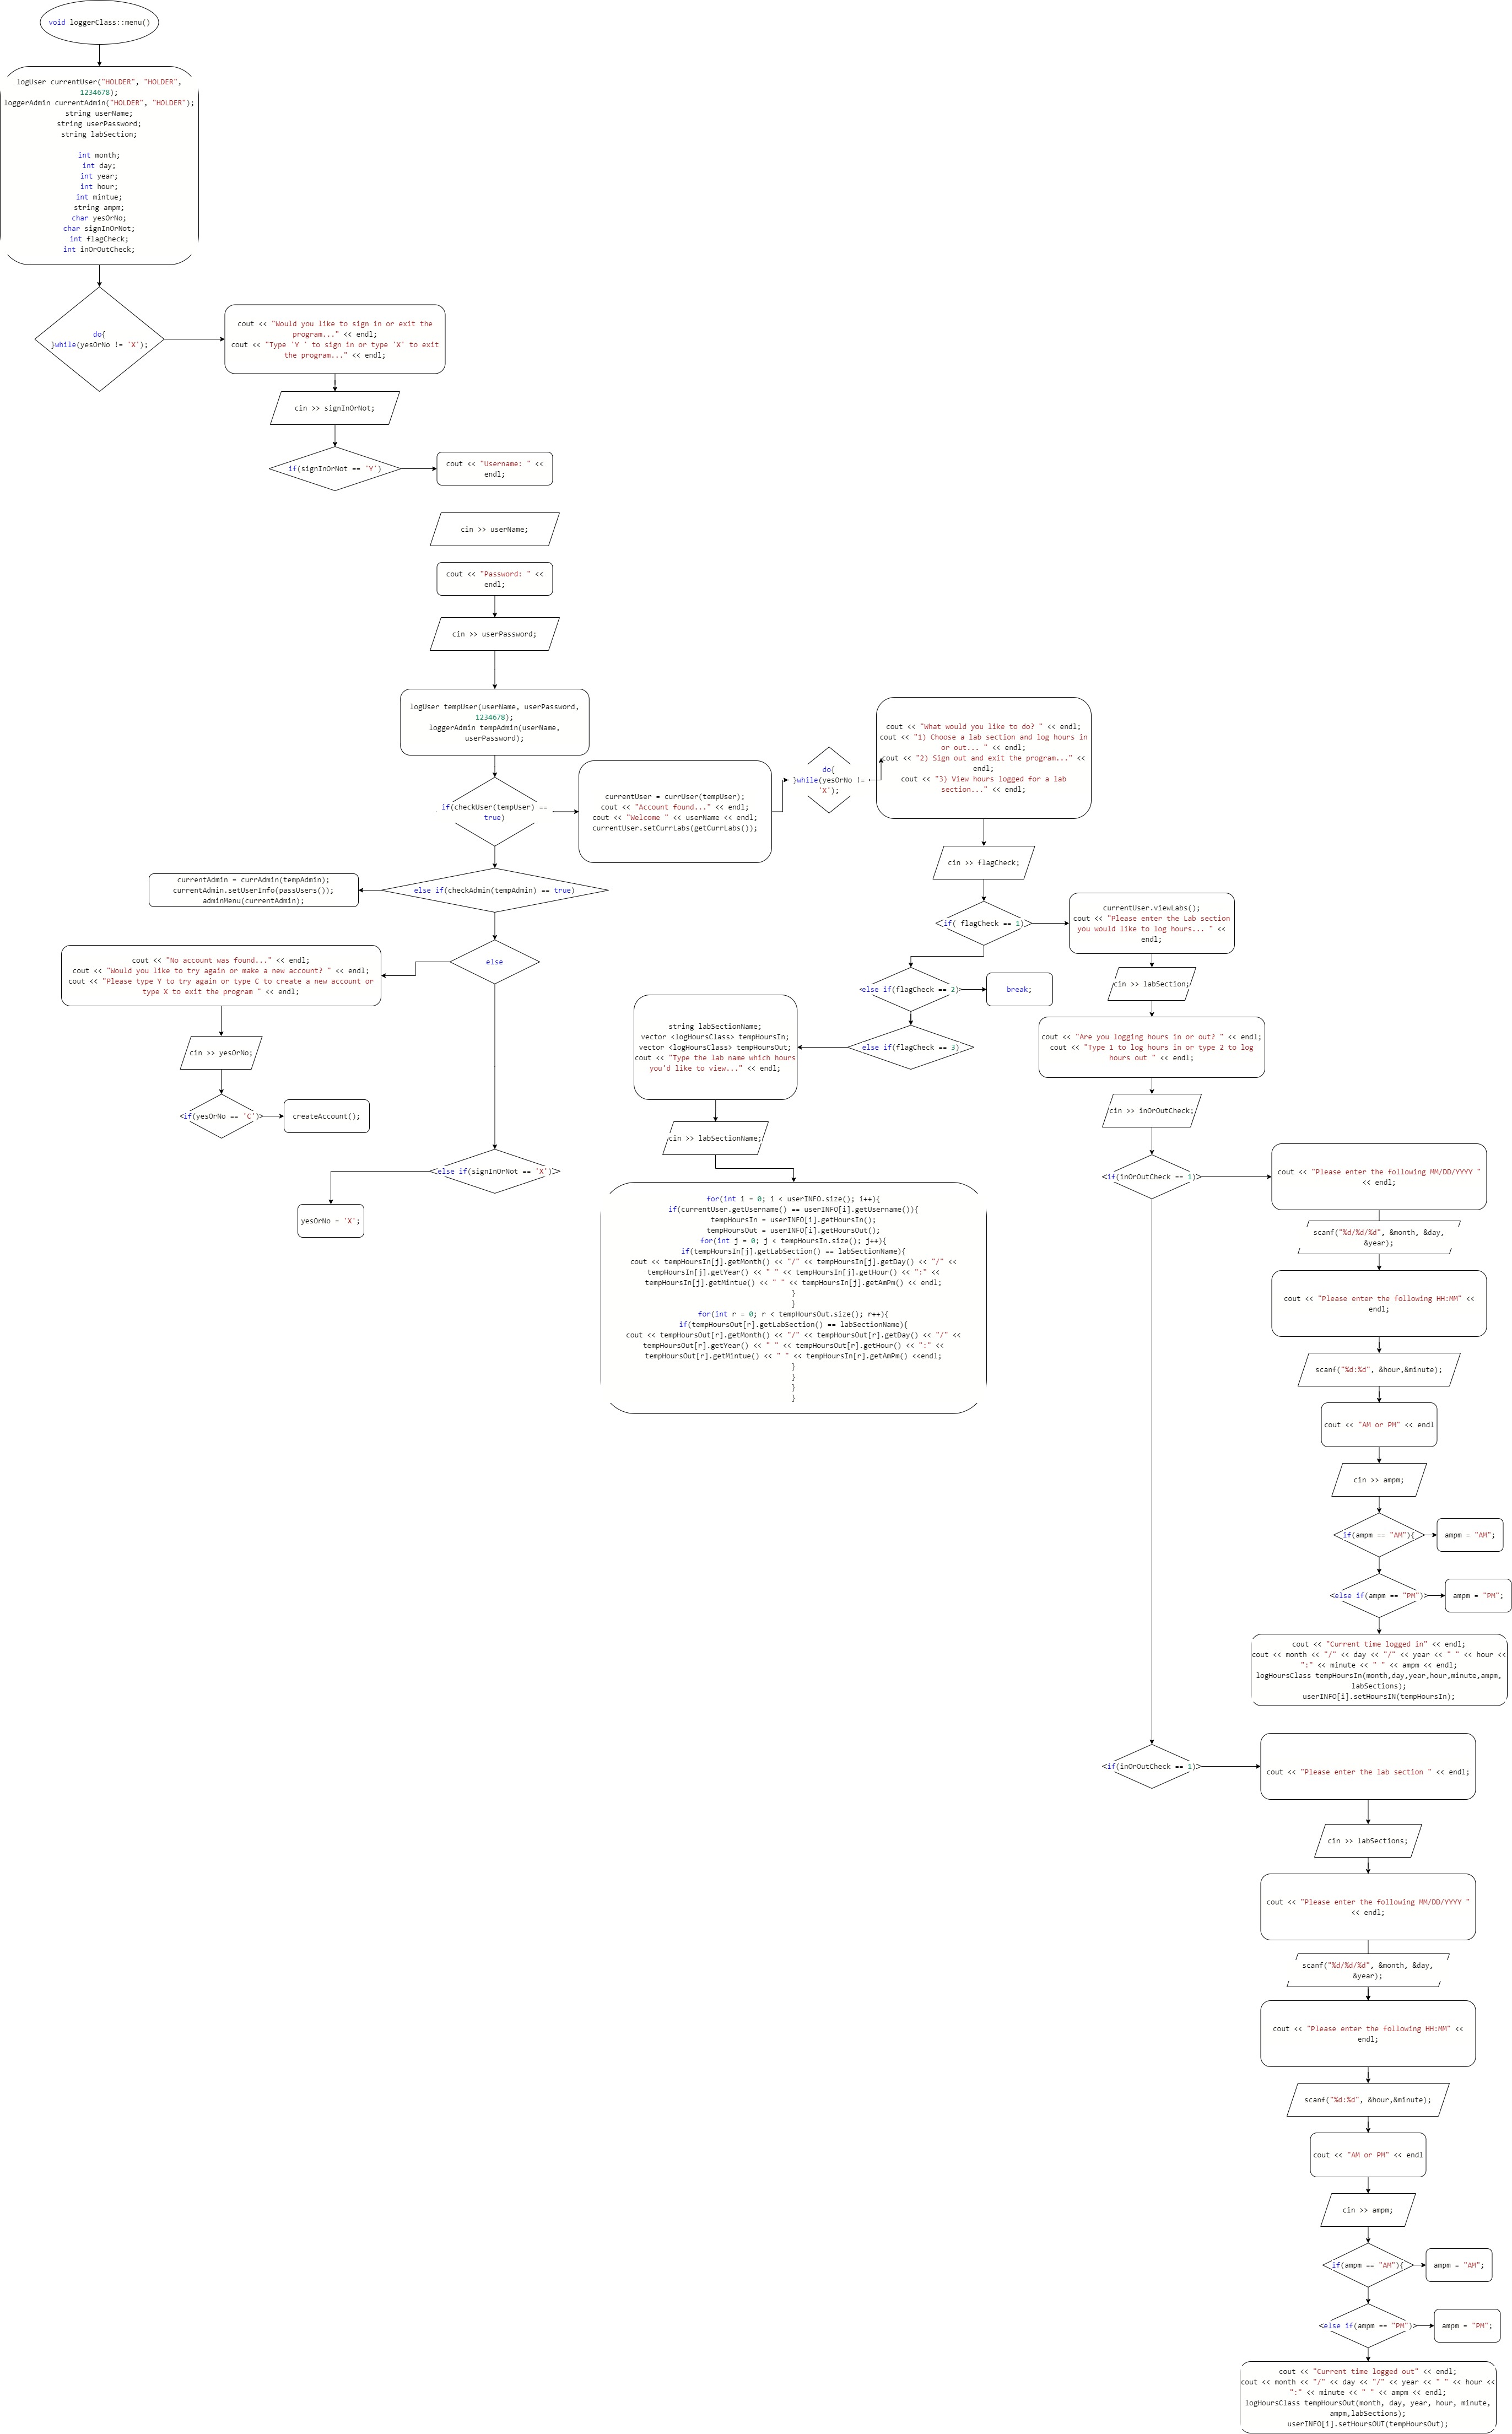 void loggerClass::menu()
logUser currentUser("HOLDER", "HOLDER",
1234678);
loggerAdmin currentAdmin("HOLDER", "HOLDER");
string userName;
string userPassword;
string labSection;
int month;
int day;
int year;
int hour;
int mintue;
string ampm;
char yesOrNo;
char signInOrNot;
int flagCheck;
int inOrOutCheck;
do{
}while(yesOrNo != 'X');
cout << "Would you like to sign in or exit the
program..." << endl;
cout << "Type 'Y ' to sign in or type 'X' to exit
the program..." << endl;
cin >> signInOrNot;
if(signInOrNot == 'Y')
cout << "Username: " <<
endl;
cin >> userName;
cout << "Password: " <<
endl;
cin >> userPassword;
logUser tempUser(userName, userPassword,
1234678);
loggerAdmin tempAdmin(userName,
userPassword);
if(checkUser(tempUser) ==
true)
currentUser = currUser(tempUser);
cout << "Account found..." << endl;
cout << "Welcome " << userName << endl;
currentUser.setCurrLabs(getCurrLabs());
do{
}while(yesOrNo !=
'X');
cout << "What would you like to do? " << endl;
cout << "1) Choose a lab section and log hours in
or out... " << endl;
cout << "2) Sign out and exit the program..." <<
endl;
cout << "3) View hours logged for a lab
section..." << endl;
cin >> flagCheck;
if( flagCheck == 1)
currentUser.viewLabs();
cout << "Please enter the Lab section
you would like to log hours... " <<
endl;
else if(checkAdmin(tempAdmin) == true)
currentAdmin = currAdmin(tempAdmin);
currentAdmin.setUserInfo(passUsers());
adminMenu(currentAdmin);
else
cout << "No account was found..." << endl;
cout << "Would you like to try again or make a new account? " << endl;
cout << "Please type Y to try again or type C to create a new account or
type X to exit the program " << endl;
cin >> yesOrNo;
if(yesOrNo == 'C')
createAccount();
else if(signInOrNot == 'X')
yesOrNo = 'X';
else if(flagCheck == 2)
break;
else if(flagCheck == 3)
string labSectionName;
vector <logHoursClass> tempHoursIn;
vector <logHoursClass> tempHoursOut;
cout << "Type the lab name which hours
you'd like to view..." << endl;
cin >> labSectionName;
for(int i = 0; i < userINFO.size(); i++){
if(currentUser.getUsername() == userINFO[i].getUsername()){
tempHoursIn = userINFO[i].getHoursIn();
tempHoursOut = userINFO[i].getHoursOut();
for(int j = 0; j < tempHoursIn.size(); j++){
if(tempHoursIn[j].getLabSection() == labSectionName){
cout << tempHoursIn[j].getMonth() << "/" << tempHoursIn[j].getDay() << "/" <<
tempHoursIn[j].getYear() << " " << tempHoursIn[j].getHour() << ":" <<
tempHoursIn[j].getMintue() << " " << tempHoursIn[j].getAmPm() << endl;
}
}
for(int r = 0; r < tempHoursOut.size(); r++){
if(tempHoursOut[r].getLabSection() == labSectionName){
cout << tempHoursOut[r].getMonth() << "/" << tempHoursOut[r].getDay() << "/" <<
tempHoursOut[r].getYear() << " " << tempHoursOut[r].getHour() << ":" <<
tempHoursOut[r].getMintue() << " " << tempHoursIn[r].getAmPm() <<endl;
}
}
}
}
cin >> labSection;
cout << "Are you logging hours in or out? " << endl;
cout << "Type 1 to log hours in or type 2 to log
hours out " << endl;
cin >> inOrOutCheck;
if(inOrOutCheck == 1)
cout << "Please enter the following MM/DD/YYYY "
<< endl;
scanf("%d/%d/%d", &month, &day,
&year);
cout << "Please enter the following HH:MM" <<
endl;
scanf("%d:%d", &hour,&minute);
cout << "AM or PM" << endl
cin >> ampm;
if(ampm == "AM"){
ampm = "AM";
else if(ampm == "PM")
ampm = "PM";
cout << "Current time logged in" << endl;
cout << month << "/" << day << "/" << year << " " << hour <<
":" << minute << " " << ampm << endl;
logHoursClass tempHoursIn(month,day,year,hour,minute,ampm,
labSections);
userINFO[i].setHoursIN(tempHoursIn);
if(inOrOutCheck == 1)
cout << "Please enter the lab section " << endl;
cin >> labSections;
cout << "Please enter the following MM/DD/YYYY "
<< endl;
scanf("%d/%d/%d", &month, &day,
&year);
cout << "Please enter the following HH:MM" <<
endl;
scanf("%d:%d", &hour,&minute);
cout << "AM or PM" << endl
cin >> ampm;
if(ampm == "AM"){
ampm = "AM";
else if(ampm == "PM")
ampm = "PM";
cout << "Current time logged out" << endl;
cout << month << "/" << day << "/" << year << " " << hour <<
":" << minute << " " << ampm << endl;
logHoursClass tempHoursOut(month, day, year, hour, minute,
ampm,labSections);
userINFO[i].setHoursOUT(tempHoursOut);